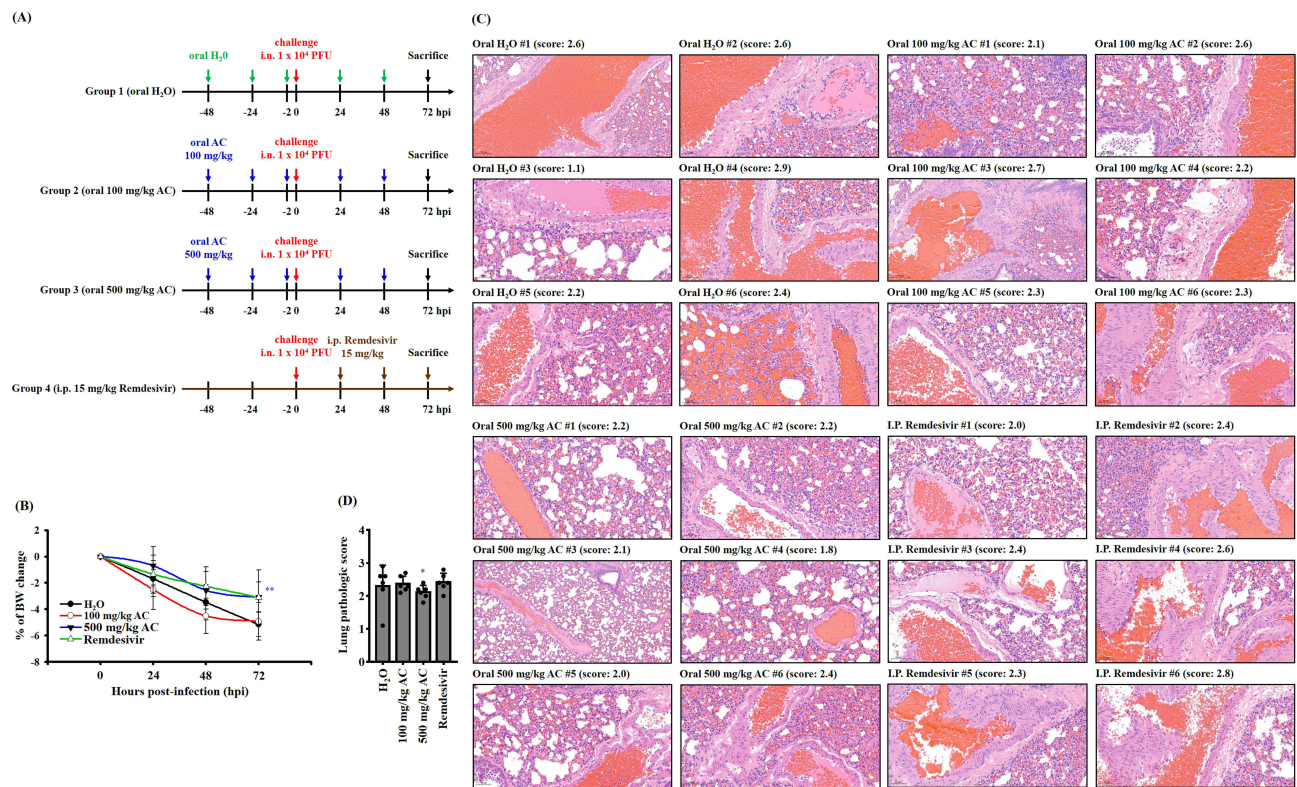 (A)
oral H₂0
challenge
i.n. 1 x 10⁴ PFU
Sacrifice
Group 1 (oral H₂O)
-48 -24 -2 0 24 48 72 hpi
oral AC
100 mg/kg
challenge
i.n. 1 x 10⁴ PFU
Sacrifice
Group 2 (oral 100 mg/kg AC)
-48 -24 -2 0 24 48 72 hpi
oral AC
500 mg/kg
challenge
i.n. 1 x 10⁴ PFU
Sacrifice
Group 3 (oral 500 mg/kg AC)
-48 -24 -2 0 24 48 72 hpi
challenge
i.n. 1 x 10⁴ PFU
i.p. Remdesivir
15 mg/kg
Sacrifice
Group 4 (i.p. 15 mg/kg Remdesivir)
-48 -24 -2 0 24 48 72 hpi
(B)
% of BW change
2
0
-2
-4
-6
-8
H₂O
100 mg/kg AC
500 mg/kg AC
Remdesivir
**
0 24 48 72
Hours post-infection (hpi)
(D)
Lung pathologic score
4
3
2
1
0
*
H₂O
100 mg/kg AC
500 mg/kg AC
Remdesivir
(C)
Oral H₂O #1 (score: 2.6)
Oral H₂O #2 (score: 2.6)
Oral 100 mg/kg AC #1 (score: 2.1)
Oral 100 mg/kg AC #2 (score: 2.6)
Oral H₂O #3 (score: 1.1)
Oral H₂O #4 (score: 2.9)
Oral 100 mg/kg AC #3 (score: 2.7)
Oral 100 mg/kg AC #4 (score: 2.2)
Oral H₂O #5 (score: 2.2)
Oral H₂O #6 (score: 2.4)
Oral 100 mg/kg AC #5 (score: 2.3)
Oral 100 mg/kg AC #6 (score: 2.3)
Oral 500 mg/kg AC #1 (score: 2.2)
Oral 500 mg/kg AC #2 (score: 2.2)
I.P. Remdesivir #1 (score: 2.0)
I.P. Remdesivir #2 (score: 2.4)
Oral 500 mg/kg AC #3 (score: 2.1)
Oral 500 mg/kg AC #4 (score: 1.8)
I.P. Remdesivir #3 (score: 2.4)
I.P. Remdesivir #4 (score: 2.6)
Oral 500 mg/kg AC #5 (score: 2.0)
Oral 500 mg/kg AC #6 (score: 2.4)
I.P. Remdesivir #5 (score: 2.3)
I.P. Remdesivir #6 (score: 2.8)